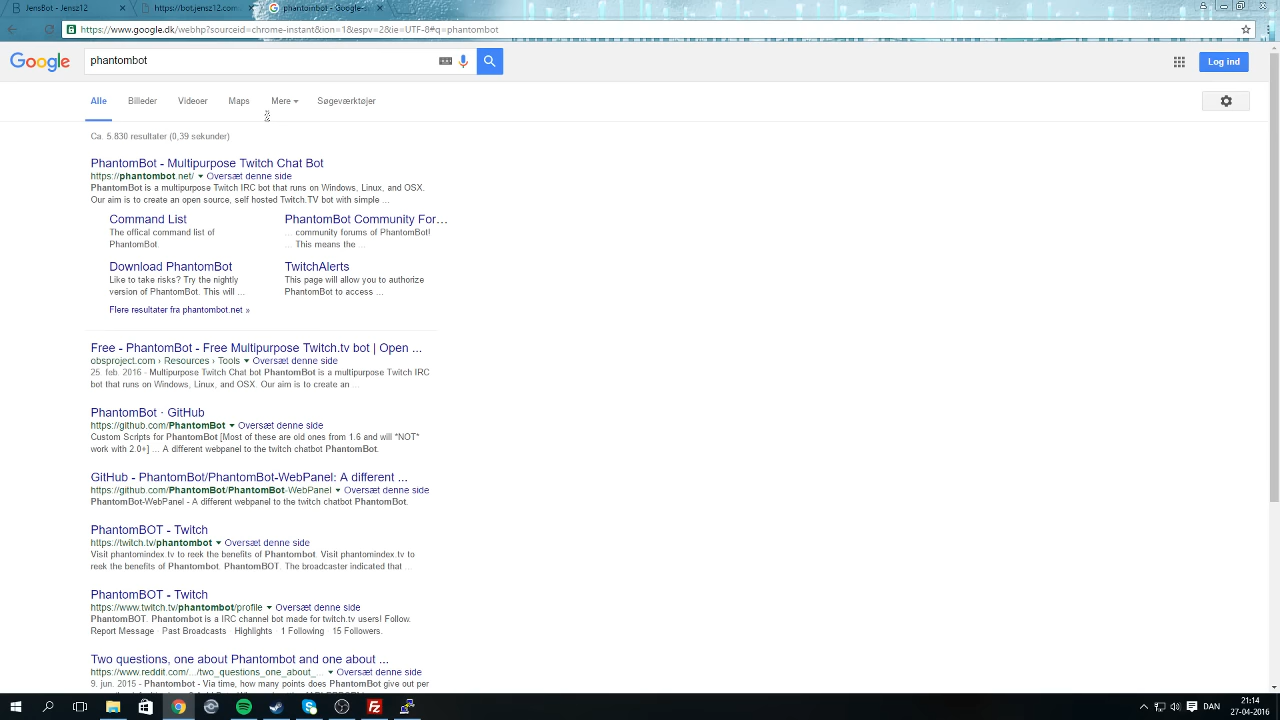 JensBot - Jensz12
phantombot/botjensz12.com...
phantombot - Google-...
https://www.google.dk/webhp?sourceid=chrome-instant&ion=1&espv=2&ie=UTF-8#q=phantombot
Google
phantombot
Log ind
Alle Billeder Videoer Maps Mere Søgeværktøjer
Ca. 5.830 resultater (0,39 sekunder)
PhantomBot - Multipurpose Twitch Chat Bot
https://phantombot.net/ Oversæt denne side
PhantomBot is a multipurpose Twitch IRC bot that runs on Windows, Linux, and OSX.
Our aim is to create an open source, self hosted Twitch.TV bot with simple ...
Command List
The offical command list of
PhantomBot.
PhantomBot Community For...
... community forums of PhantomBot!
... This means the ...
Download PhantomBot
Like to take risks? Try the nightly
version of PhantomBot. This will ...
TwitchAlerts
This page will allow you to authorize
PhantomBot to access ...
Flere resultater fra phantombot.net »
Free - PhantomBot - Free Multipurpose Twitch.tv bot | Open ...
obsproject.com › Resources › Tools Oversæt denne side
25. feb. 2016 - Multipurpose Twitch Chat bot PhantomBot is a multipurpose Twitch IRC
bot that runs on Windows, Linux, and OSX. Our aim is to create an ...
PhantomBot · GitHub
https://github.com/PhantomBot Oversæt denne side
Custom Scripts for PhantomBot [Most of these are old ones from 1.6 and will *NOT*
work with 2.0+] ... A different webpanel to the twitch chatbot PhantomBot.
GitHub - PhantomBot/PhantomBot-WebPanel: A different ...
https://github.com/PhantomBot/PhantomBot-WebPanel Oversæt denne side
PhantomBot-WebPanel - A different webpanel to the twitch chatbot PhantomBot.
PhantomBOT - Twitch
https://twitch.tv/phantombot Oversæt denne side
Visit phantomindex.tv to reek the benefits of Phantombot. Visit phantomindex.tv to
reek the benefits of Phantombot. PhantomBOT. The broadcaster indicated that ...
PhantomBOT - Twitch
https://www.twitch.tv/phantombot/profile Oversæt denne side
PhantomBOT. Phantombot is a IRC channel bot made for twitch.tv users! Follow.
Report Message · Past Broadcasts · Highlights · 1 Following · 15 Followers.
Two questions, one about Phantombot and one about ...
https://www.reddit.com/.../two_questions_one_about_... Oversæt denne side
9. jun. 2015 - Phantombot - Via time, how many points does PhantomBot give out per
DAN
21:14
27-04-2016